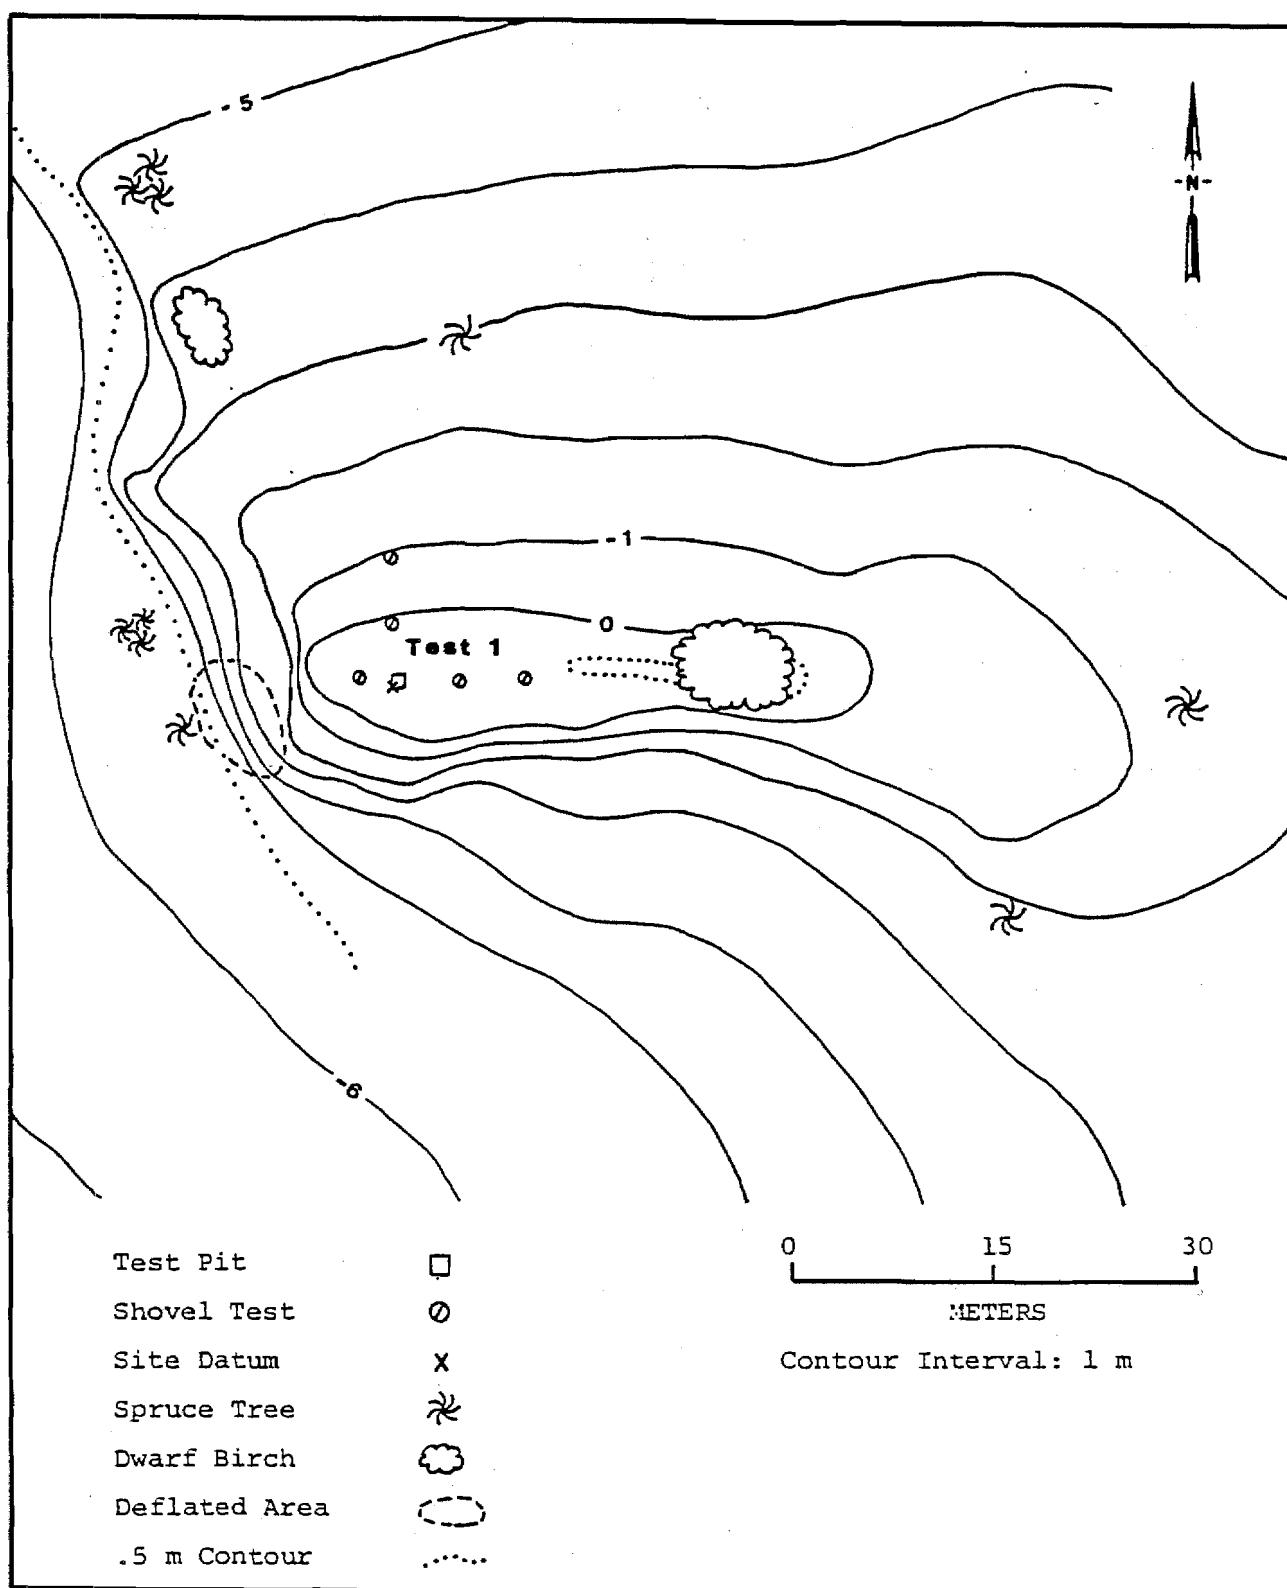 - 5
- N -
- 1
0
Test 1
- 6
0 15 30
METERS
Contour Interval: 1 m
Test Pit
Shovel Test
Site Datum X
Spruce Tree
Dwarf Birch
Deflated Area
.5 m Contour